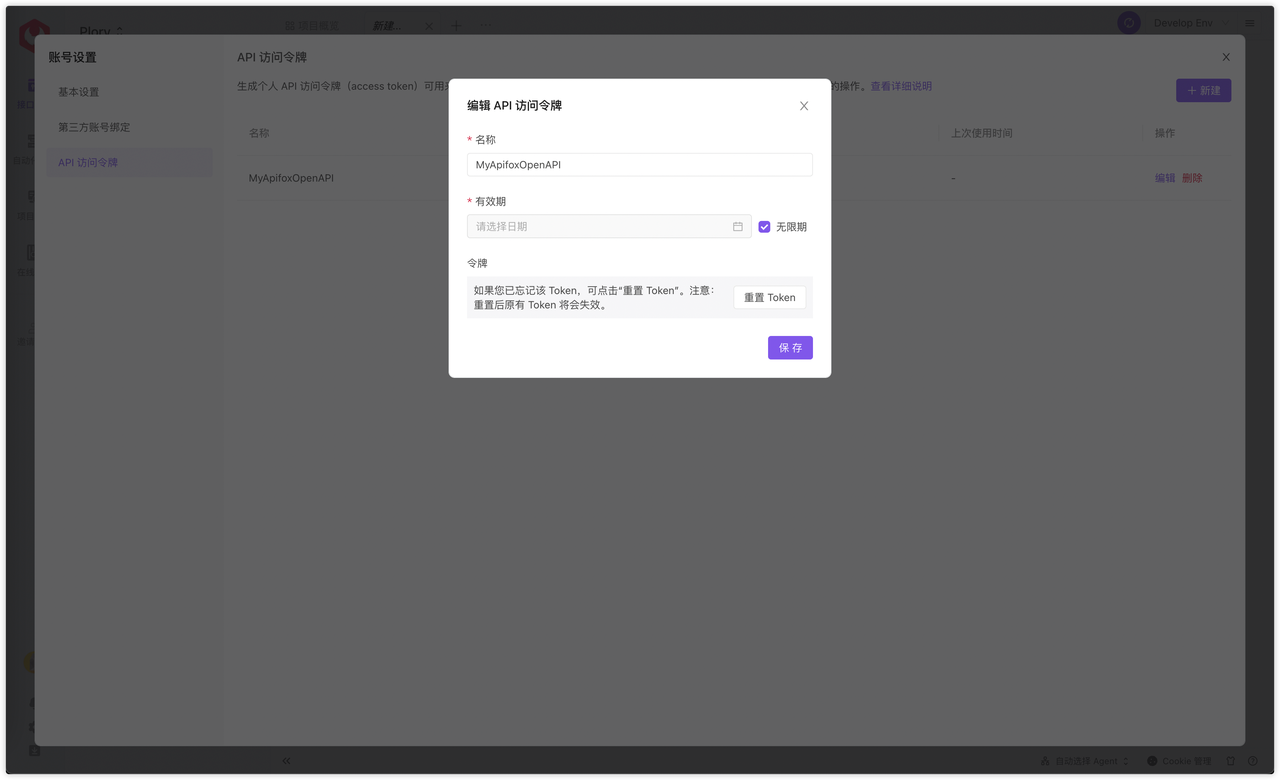 Plory
项目概览
新建...
Develop Env
账号设置
API 访问令牌
基本设置
生成个人 API 访问令牌（access token）可用
的操作。查看详细说明
新建
第三方账号绑定
名称
上次使用时间
操作
API 访问令牌
MyApifoxOpenAPI
-
编辑 删除
编辑 API 访问令牌
* 名称
MyApifoxOpenAPI
* 有效期
请选择日期
无限期
令牌
如果您已忘记该 Token，可点击“重置 Token”。注意：
重置后原有 Token 将会失效。
重置 Token
保 存
自动选择 Agent
Cookie 管理